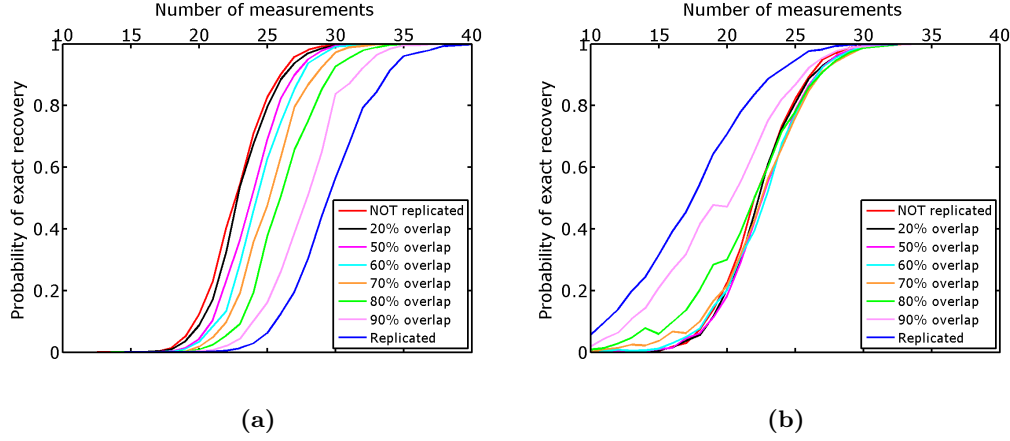 Number of measurements
10 15 20 25 30 35 40
Probability of exact recovery
1
0.8
0.6
0.4
0.2
0
NOT replicated
20% overlap
50% overlap
60% overlap
70% overlap
80% overlap
90% overlap
Replicated
(a)
Number of measurements
10 15 20 25 30 35 40
Probability of exact recovery
1
0.8
0.6
0.4
0.2
0
NOT replicated
20% overlap
50% overlap
60% overlap
70% overlap
80% overlap
90% overlap
Replicated
(b)